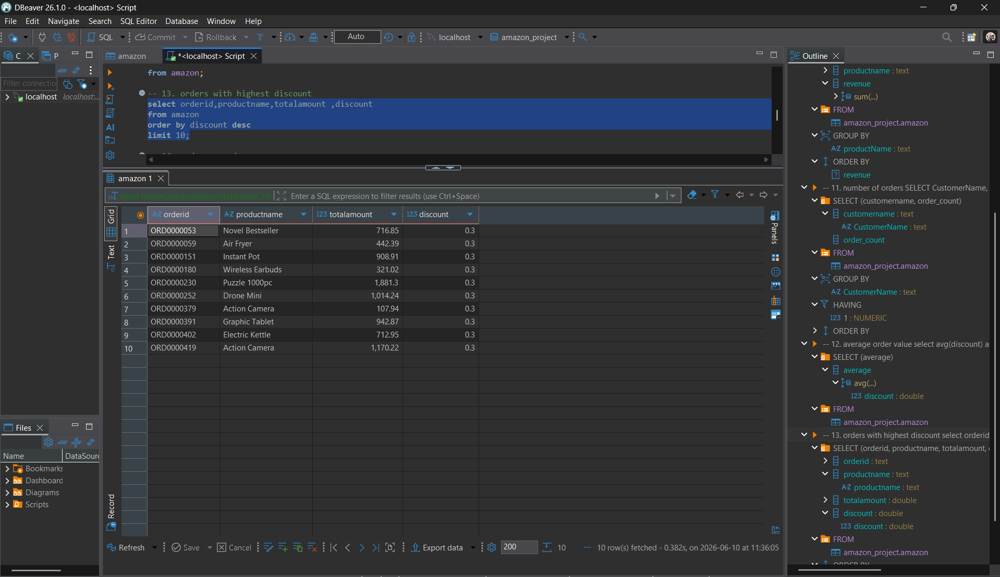 DBeaver 26.1.0 - <localhost> Script
File Edit Navigate Search SQL Editor Database Window Help
SQL Commit Rollback T Auto localhost amazon_project
C P
Filter connectio
localhost localhost:...
amazon *<localhost> Script
from amazon;
-- 13. orders with highest discount
select orderid,productname,totalamount ,discount
from amazon
order by discount desc
limit 10;
AI
amazon 1
select orderid,productname,totalamount ,dis Enter a SQL expression to filter results (use Ctrl+Space)
Grid
Text
Record
Panels
A-Z orderid A-Z productname 123 totalamount 123 discount
1 ORD0000053 Novel Bestseller 716.85 0.3
2 ORD0000059 Air Fryer 442.39 0.3
3 ORD0000151 Instant Pot 908.91 0.3
4 ORD0000180 Wireless Earbuds 321.02 0.3
5 ORD0000230 Puzzle 1000pc 1,881.3 0.3
6 ORD0000252 Drone Mini 1,014.24 0.3
7 ORD0000379 Action Camera 107.94 0.3
8 ORD0000391 Graphic Tablet 942.87 0.3
9 ORD0000402 Electric Kettle 712.95 0.3
10 ORD0000419 Action Camera 1,170.22 0.3
Refresh Save Cancel Export data 200 10 ... 10 row(s) fetched - 0.382s, on 2026-06-10 at 11:36:05
Files
Name DataSourc
Bookmarks
Dashboard
Diagrams
Scripts
Outline
productname : text
revenue
sum(...)
FROM
amazon_project.amazon
GROUP BY
A-Z productName : text
ORDER BY
revenue
-- 11. number of orders SELECT CustomerName,
SELECT (customername, order_count)
customername : text
A-Z CustomerName : text
order_count
FROM
amazon_project.amazon
GROUP BY
A-Z CustomerName : text
HAVING
123 1 : NUMERIC
ORDER BY
-- 12. average order value select avg(discount) a
SELECT (average)
average
avg(...)
123 discount : double
FROM
amazon_project.amazon
-- 13. orders with highest discount select orderid
SELECT (orderid, productname, totalamount,
orderid : text
productname : text
A-Z productname : text
totalamount : double
discount : double
123 discount : double
FROM
amazon_project.amazon
ORDER BY